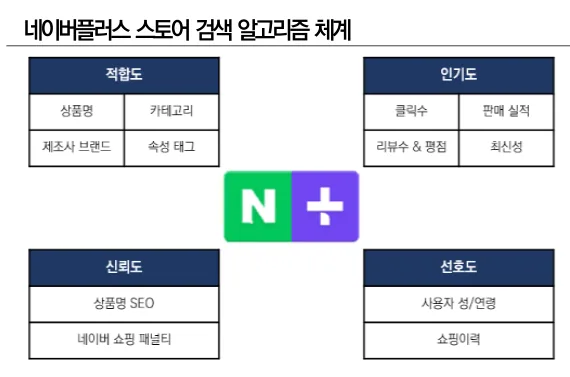 네이버플러스 스토어 검색 알고리즘 체계
적합도
상품명 카테고리
제조사 브랜드 속성 태그
인기도
클릭수 판매 실적
리뷰수 & 평점 최신성
N+
신뢰도
상품명 SEO
네이버 쇼핑 패널티
선호도
사용자 성/연령
쇼핑이력